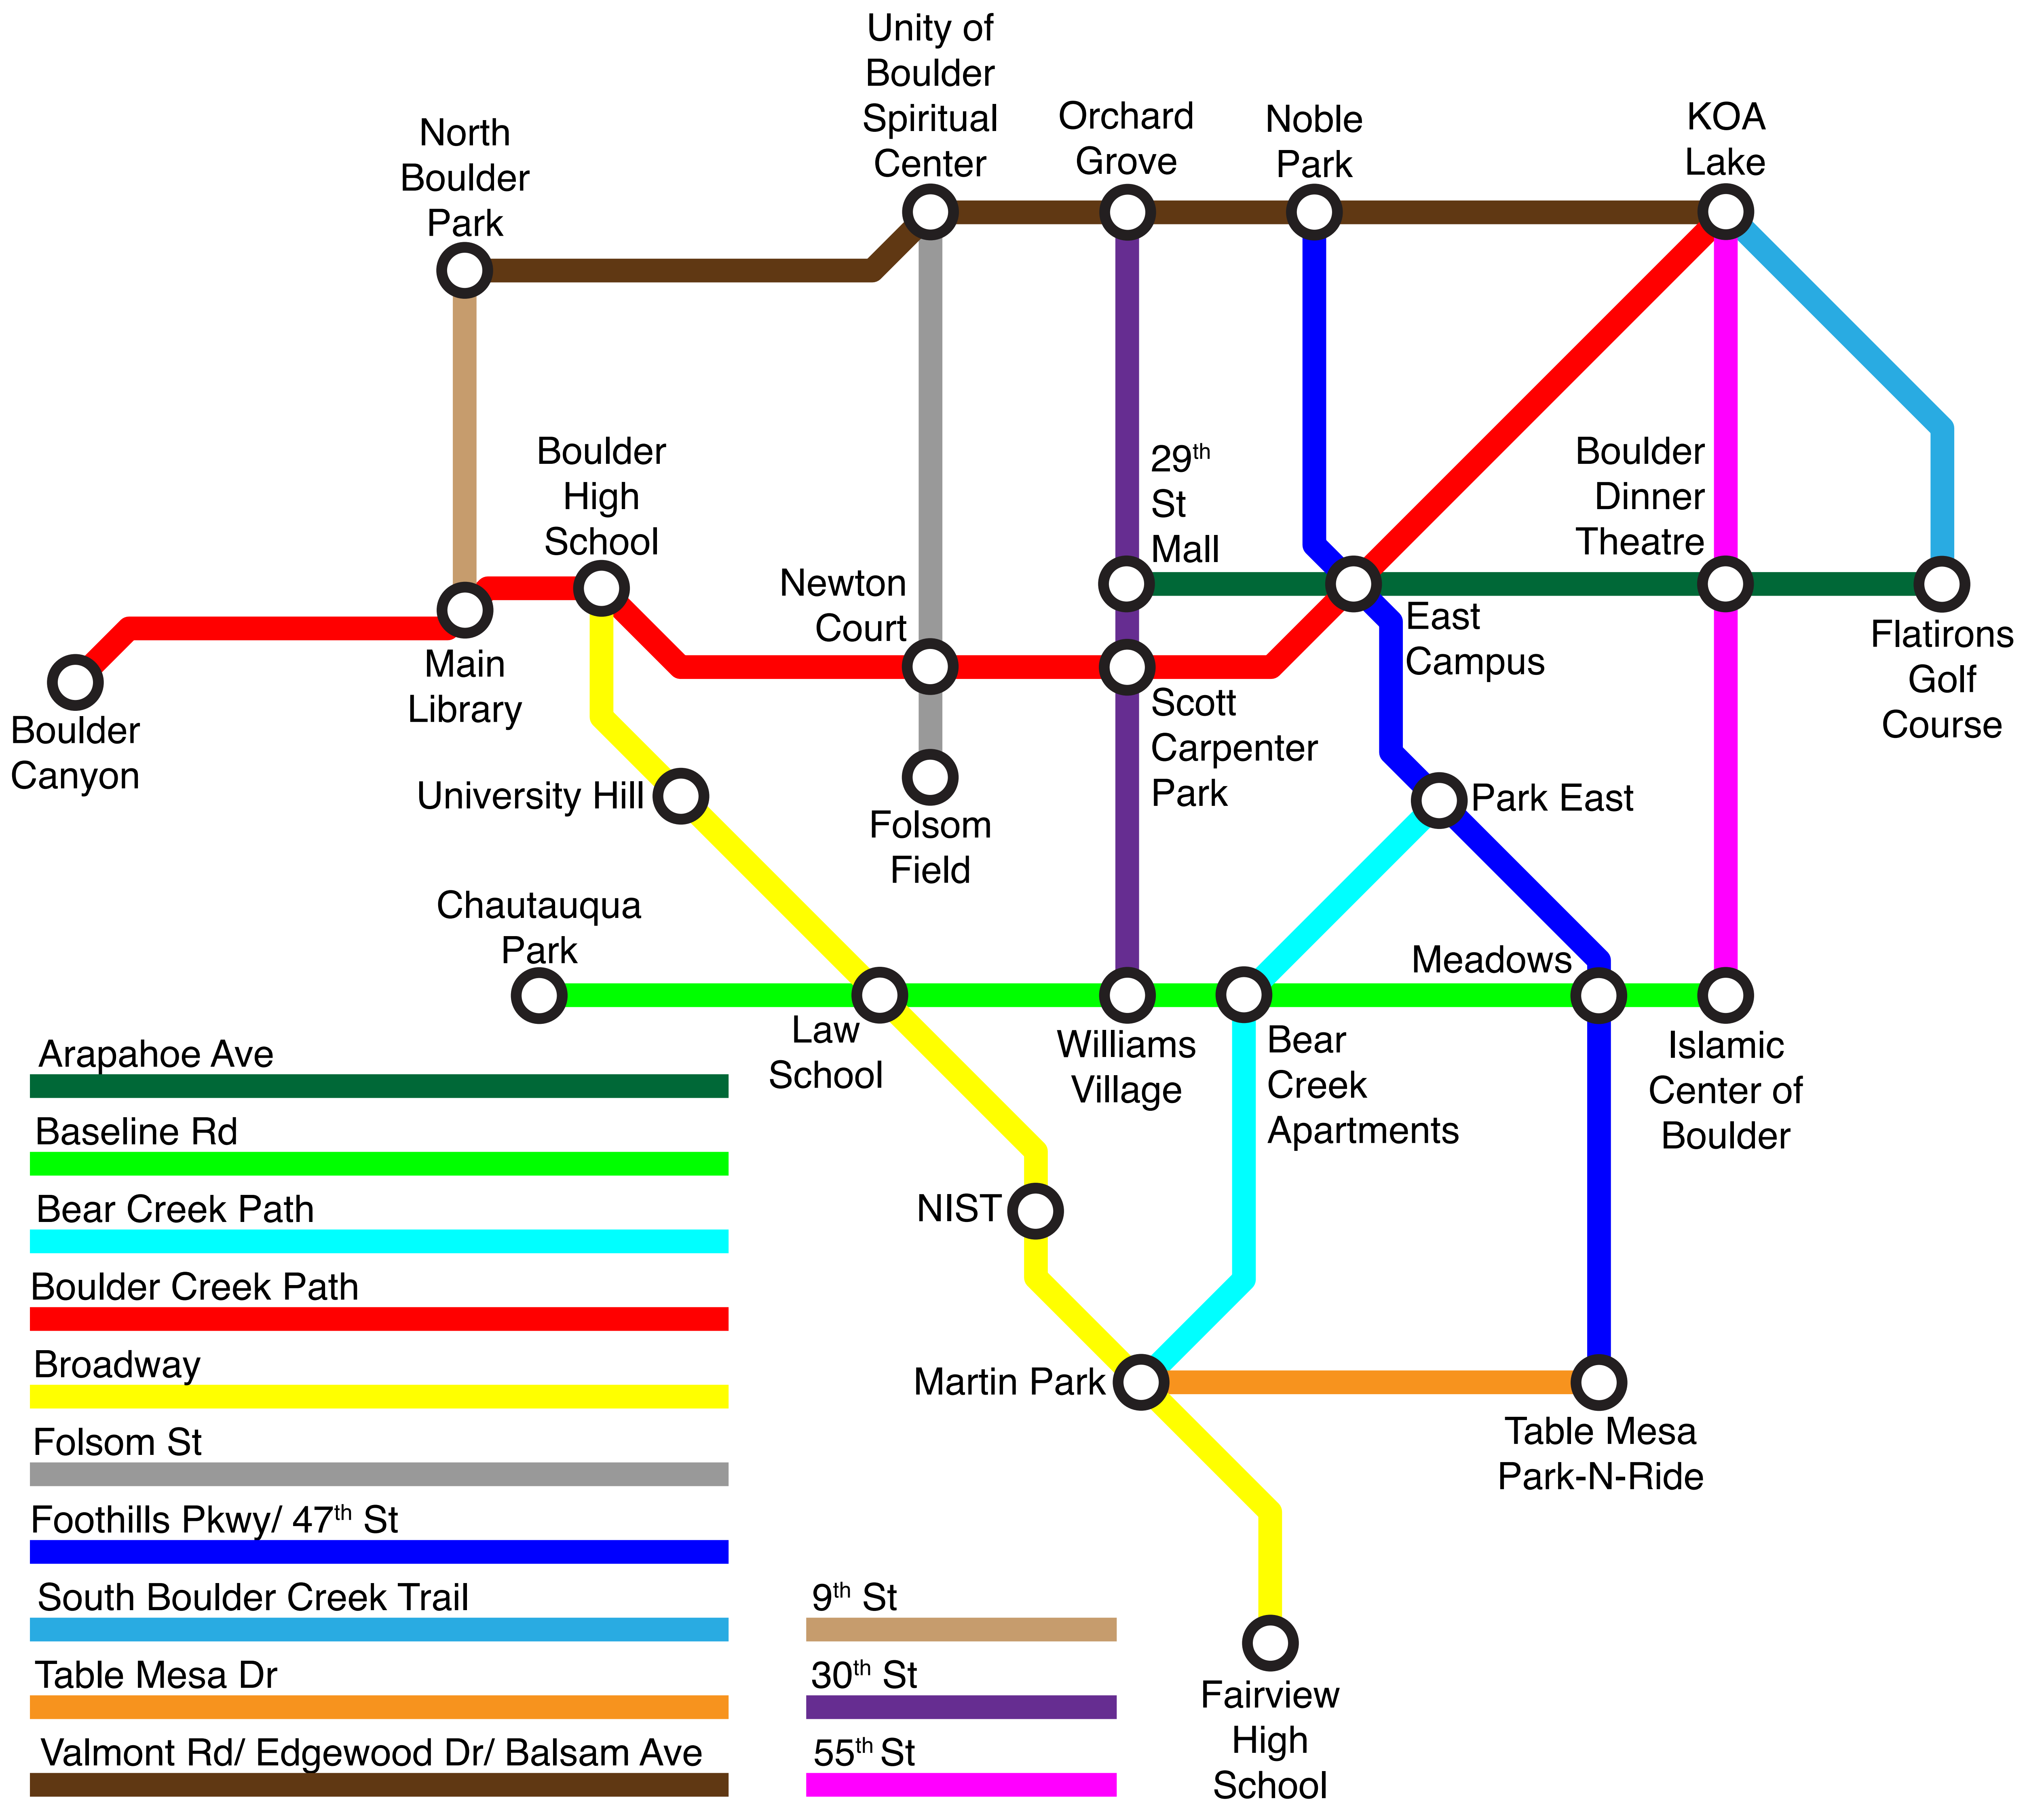 Unity of
Boulder
Spiritual
Center
Orchard
Grove
Noble
Park
KOA
Lake
North
Boulder
Park
Boulder
High
School
29th
St
Mall
Boulder
Dinner
Theatre
Newton
Court
East
Campus
Flatirons
Golf
Course
Main
Library
Boulder
Canyon
Scott
Carpenter
Park
University Hill
Park East
Folsom
Field
Chautauqua
Park
Meadows
Law
School
Williams
Village
Bear
Creek
Apartments
Islamic
Center of
Boulder
NIST
Martin Park
Table Mesa
Park-N-Ride
Fairview
High
School
Arapahoe Ave
Baseline Rd
Bear Creek Path
Boulder Creek Path
Broadway
Folsom St
Foothills Pkwy/ 47th St
South Boulder Creek Trail
Table Mesa Dr
Valmont Rd/ Edgewood Dr/ Balsam Ave
9th St
30th St
55th St